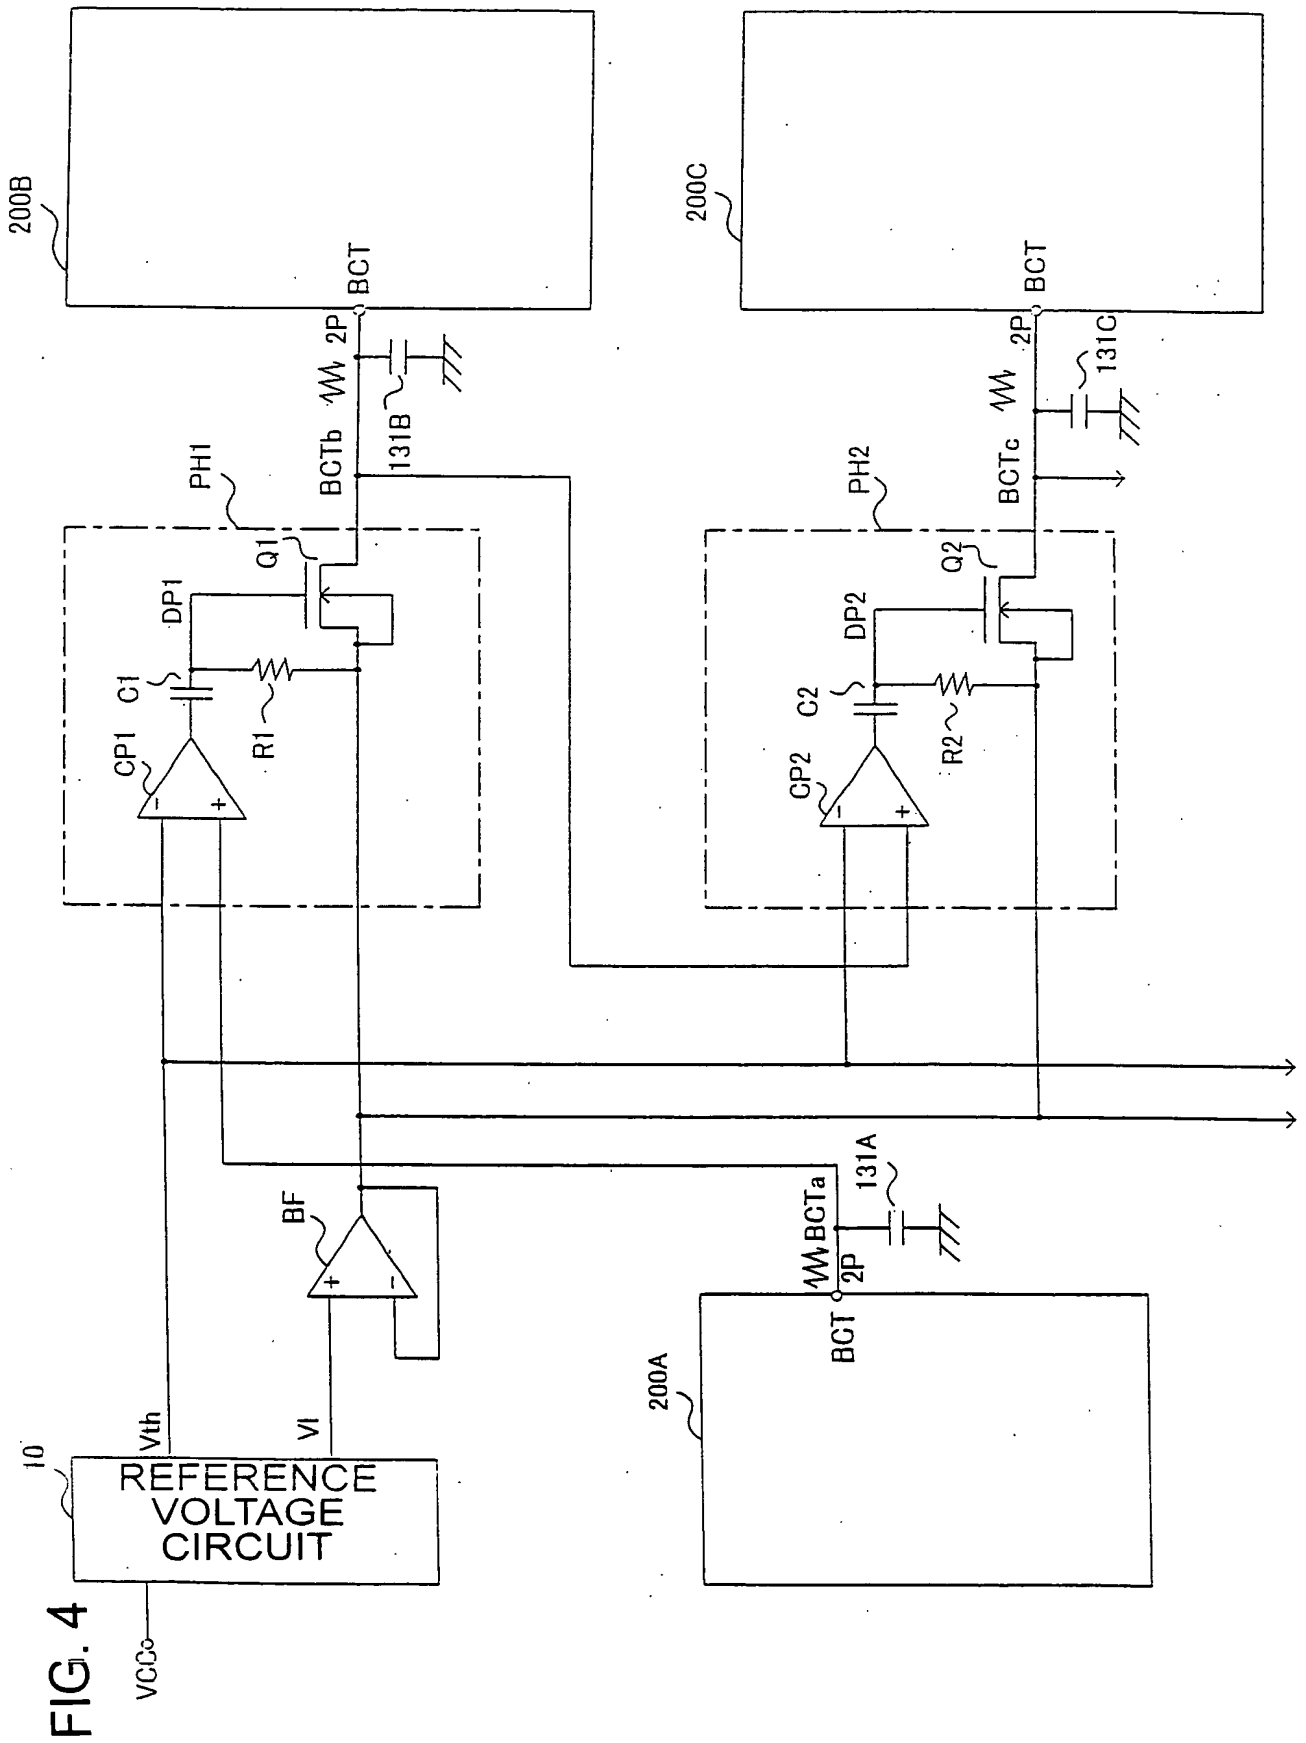 FIG. 4
VCC
10
REFERENCE
VOLTAGE
CIRCUIT
Vth
VI
BF
+
-
CP1
-
+
C1
R1
DP1
Q1
PH1
BCTb
131B
2P
BCT
200B
200A
BCT
2P
BCTa
131A
CP2
-
+
C2
R2
DP2
Q2
PH2
BCTc
131C
2P
BCT
200C